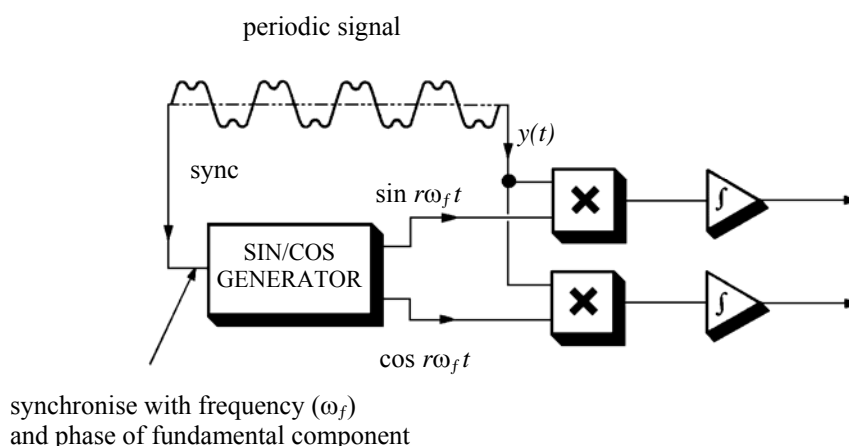 periodic signal
y(t)
sync
sin rω_f t
SIN/COS
GENERATOR
cos rω_f t
×
∫
×
∫
synchronise with frequency (ω_f)
and phase of fundamental component